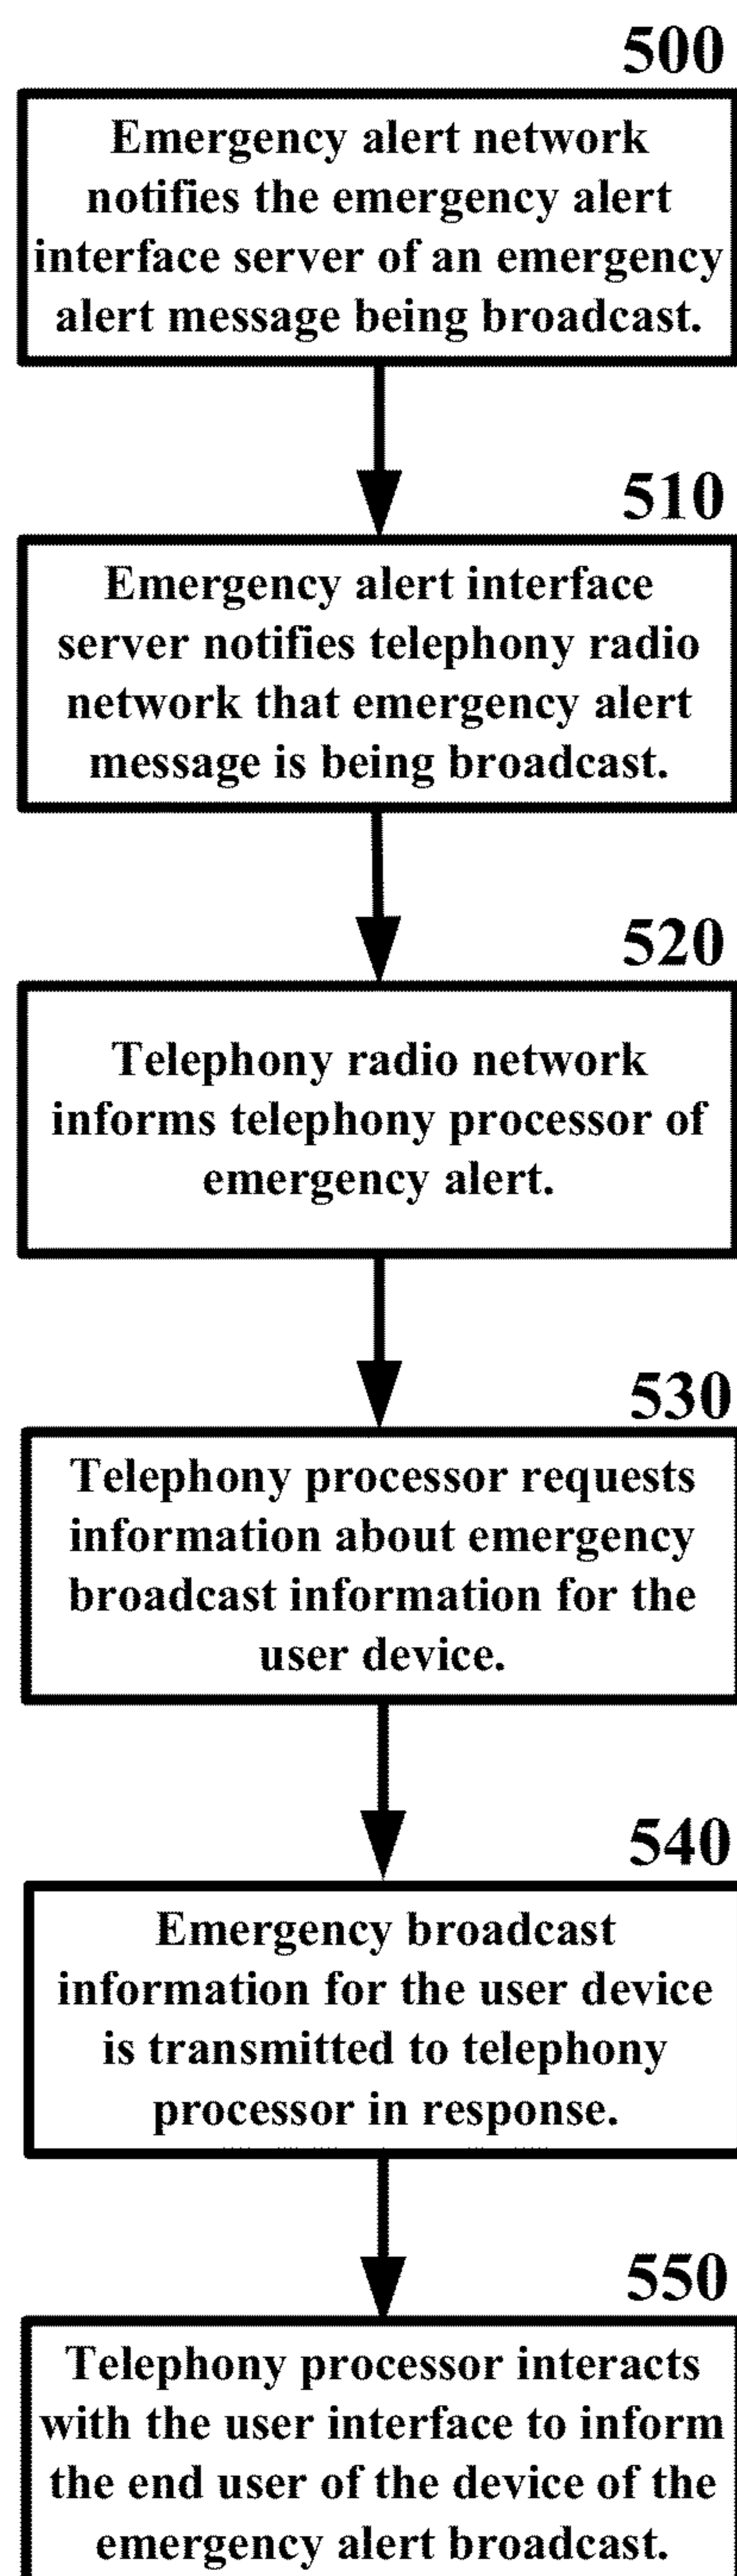 500
Emergency alert network
notifies the emergency alert
interface server of an emergency
alert message being broadcast.
510
Emergency alert interface
server notifies telephony radio
network that emergency alert
message is being broadcast.
520
Telephony radio network
informs telephony processor of
emergency alert.
530
Telephony processor requests
information about emergency
broadcast information for the
user device.
540
Emergency broadcast
information for the user device
is transmitted to telephony
processor in response.
550
Telephony processor interacts
with the user interface to inform
the end user of the device of the
emergency alert broadcast.